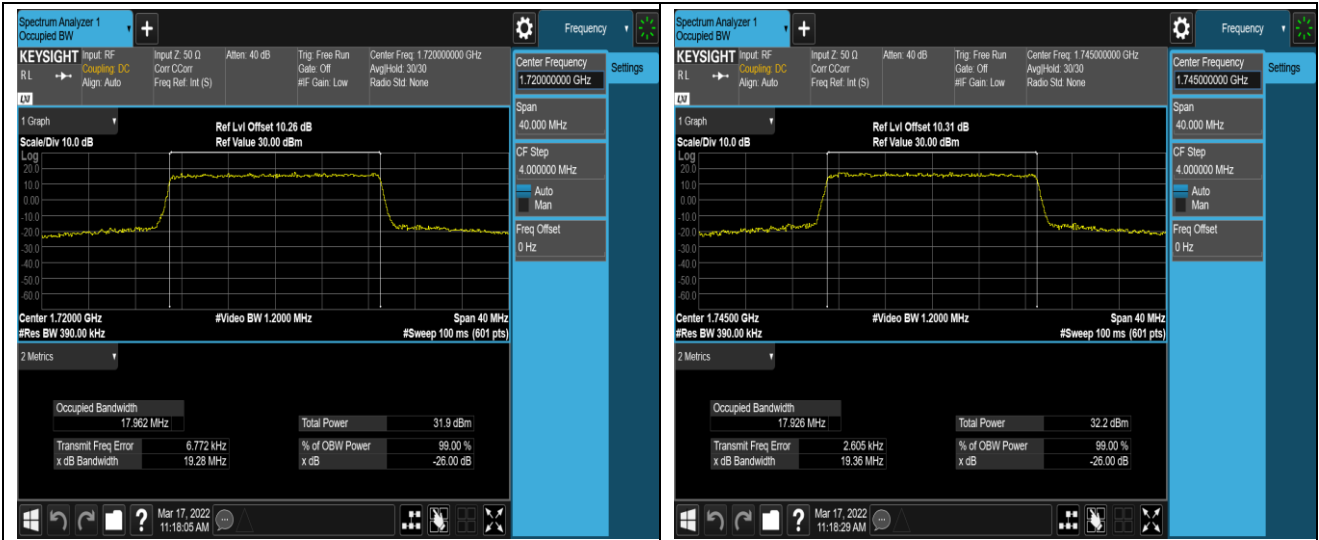 Spectrum Analyzer 1
Occupied BW
Frequency
KEYSIGHT
Input: RF
Coupling: DC
Align: Auto
Input Z: 50 Ω
Corr CCorr
Freq Ref: Int (S)
Atten: 40 dB
Trig: Free Run
Gate: Off
#IF Gain: Low
Center Freq: 1.720000000 GHz
Avg|Hold: 30/30
Radio Std: None
RL
LXI
1 Graph
Scale/Div 10.0 dB
Ref Lvl Offset 10.26 dB
Ref Value 30.00 dBm
Log
20.0
10.0
0.00
-10.0
-20.0
-30.0
-40.0
-50.0
-60.0
Center 1.72000 GHz
#Video BW 1.2000 MHz
Span 40 MHz
#Res BW 390.00 kHz
#Sweep 100 ms (601 pts)
2 Metrics
Occupied Bandwidth
17.962 MHz
Total Power 31.9 dBm
Transmit Freq Error 6.772 kHz
% of OBW Power 99.00 %
x dB Bandwidth 19.28 MHz
x dB -26.00 dB
Mar 17, 2022
11:18:05 AM
Center Frequency
1.720000000 GHz
Settings
Span
40.000 MHz
CF Step
4.000000 MHz
Auto
Man
Freq Offset
0 Hz
Spectrum Analyzer 1
Occupied BW
Frequency
KEYSIGHT
Input: RF
Coupling: DC
Align: Auto
Input Z: 50 Ω
Corr CCorr
Freq Ref: Int (S)
Atten: 40 dB
Trig: Free Run
Gate: Off
#IF Gain: Low
Center Freq: 1.745000000 GHz
Avg|Hold: 30/30
Radio Std: None
RL
LXI
1 Graph
Scale/Div 10.0 dB
Ref Lvl Offset 10.31 dB
Ref Value 30.00 dBm
Log
20.0
10.0
0.00
-10.0
-20.0
-30.0
-40.0
-50.0
-60.0
Center 1.74500 GHz
#Video BW 1.2000 MHz
Span 40 MHz
#Res BW 390.00 kHz
#Sweep 100 ms (601 pts)
2 Metrics
Occupied Bandwidth
17.926 MHz
Total Power 32.2 dBm
Transmit Freq Error 2.605 kHz
% of OBW Power 99.00 %
x dB Bandwidth 19.36 MHz
x dB -26.00 dB
Mar 17, 2022
11:18:29 AM
Center Frequency
1.745000000 GHz
Settings
Span
40.000 MHz
CF Step
4.000000 MHz
Auto
Man
Freq Offset
0 Hz